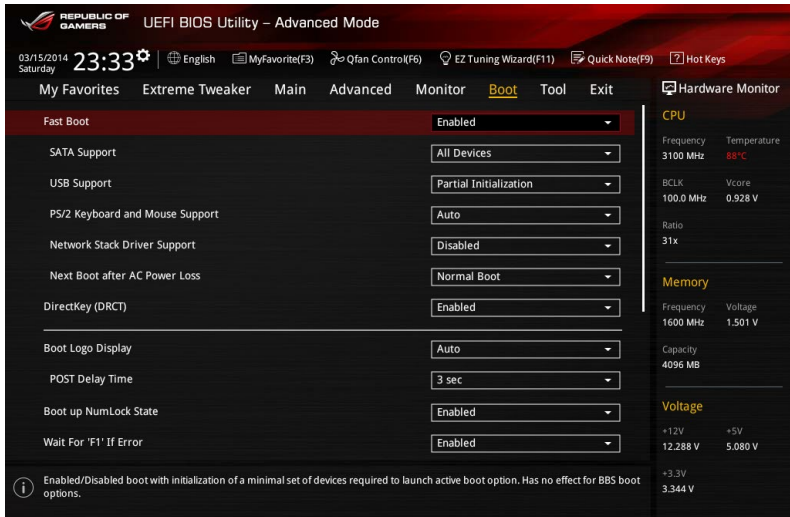 REPUBLIC OF
GAMERS
UEFI BIOS Utility – Advanced Mode
03/15/2014
Saturday
23:33
English
MyFavorite(F3)
Qfan Control(F6)
EZ Tuning Wizard(F11)
Quick Note(F9)
? Hot Keys
My Favorites Extreme Tweaker Main Advanced Monitor Boot Tool Exit
Fast Boot Enabled
SATA Support All Devices
USB Support Partial Initialization
PS/2 Keyboard and Mouse Support Auto
Network Stack Driver Support Disabled
Next Boot after AC Power Loss Normal Boot
DirectKey (DRCT) Enabled
Boot Logo Display Auto
POST Delay Time 3 sec
Boot up NumLock State Enabled
Wait For 'F1' If Error Enabled
i
Enabled/Disabled boot with initialization of a minimal set of devices required to launch active boot option. Has no effect for BBS boot
options.
Hardware Monitor
CPU
Frequency Temperature
3100 MHz 88°C
BCLK Vcore
100.0 MHz 0.928 V
Ratio
31x
Memory
Frequency Voltage
1600 MHz 1.501 V
Capacity
4096 MB
Voltage
+12V +5V
12.288 V 5.080 V
+3.3V
3.344 V